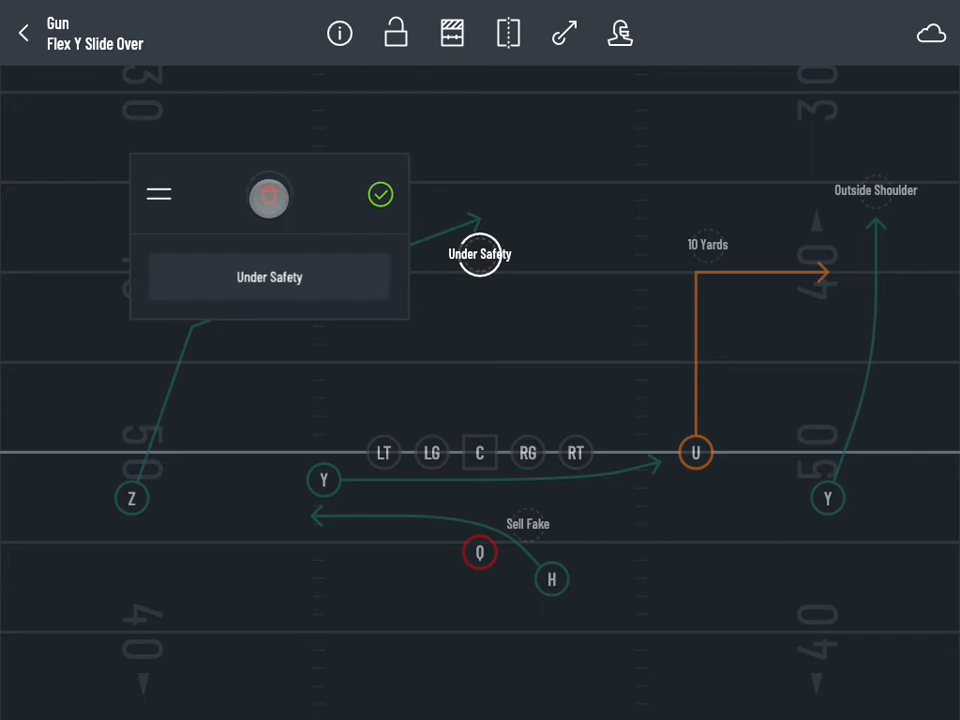 Gun
Flex Y Slide Over
30
30
Outside Shoulder
10 Yards
Under Safety
Under Safety
40
50
50
LT
LG
C
RG
RT
U
Y
Z
Y
Sell Fake
Q
H
40
40